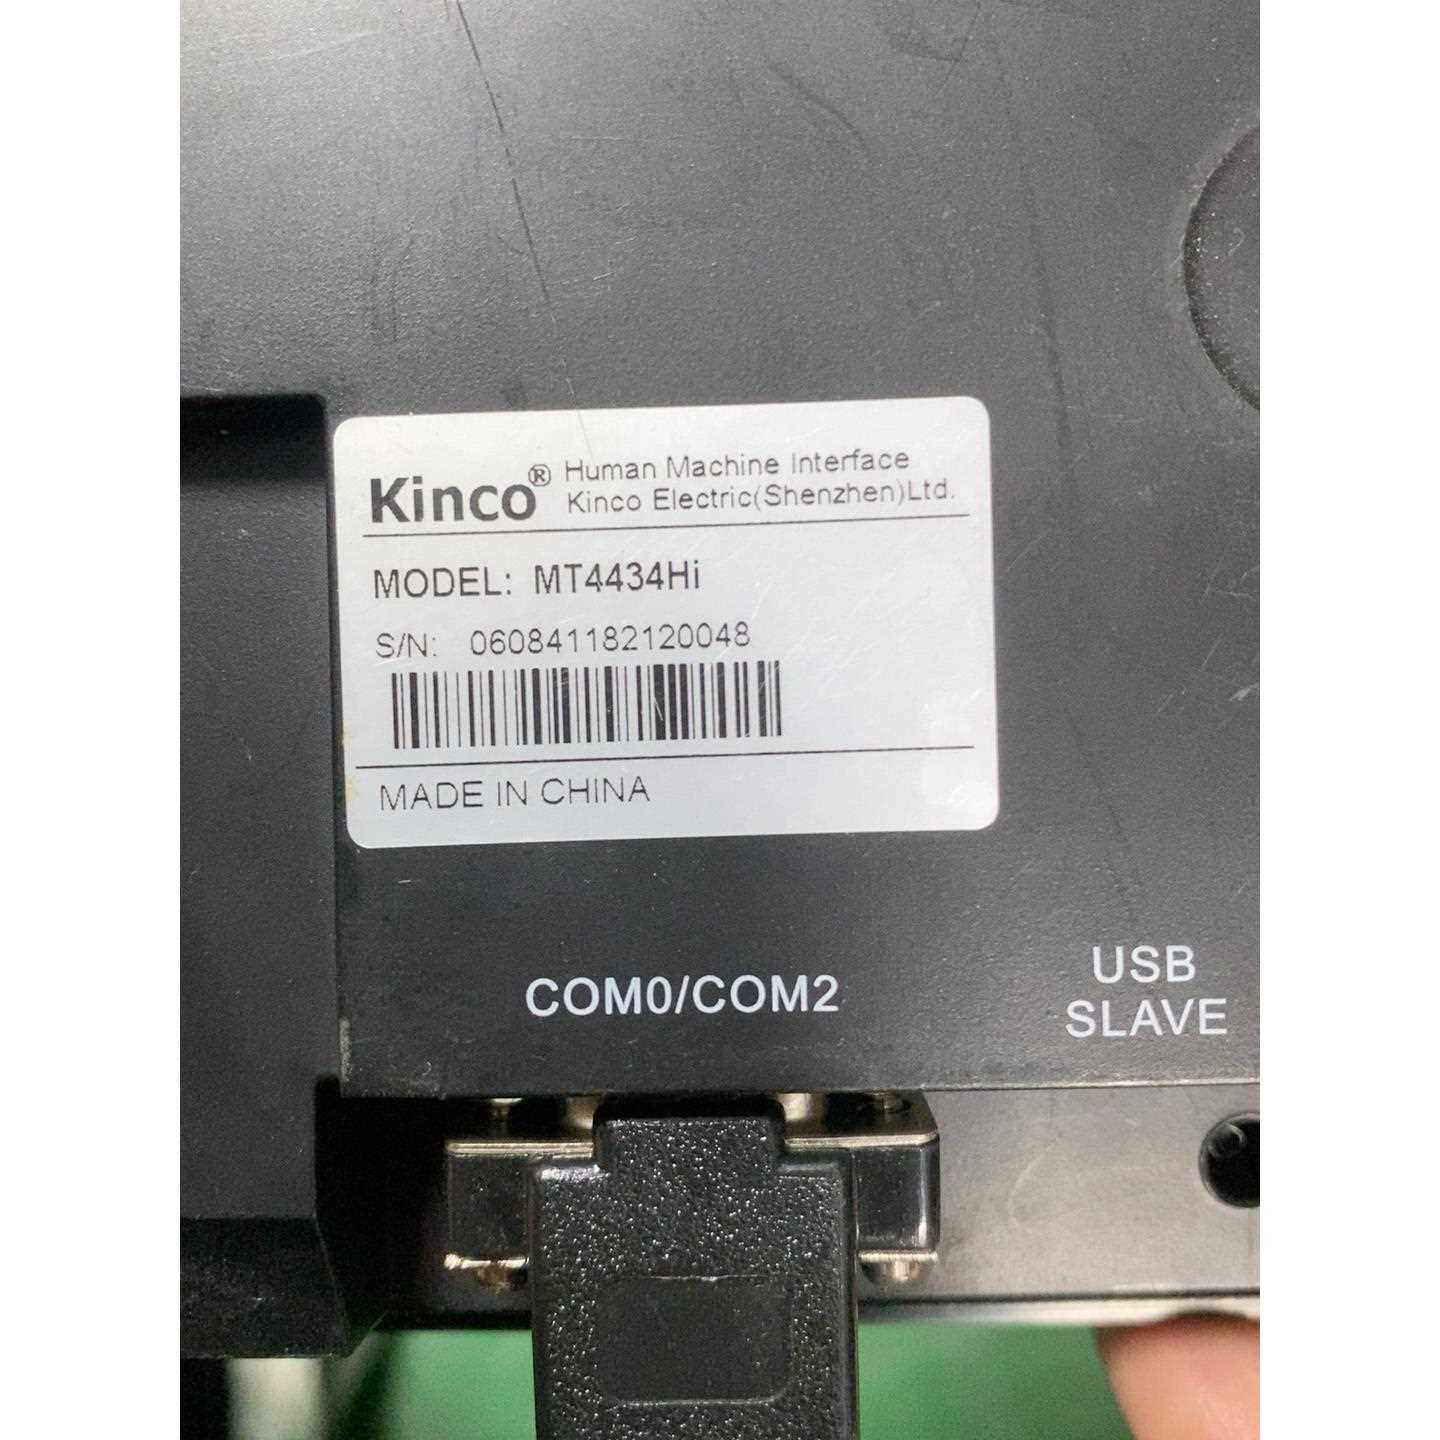 Kinco® Human Machine Interface
Kinco Electric(Shenzhen)Ltd.
MODEL: MT4434Hi
S/N: 060841182120048
MADE IN CHINA
COM0/COM2
USB
SLAVE